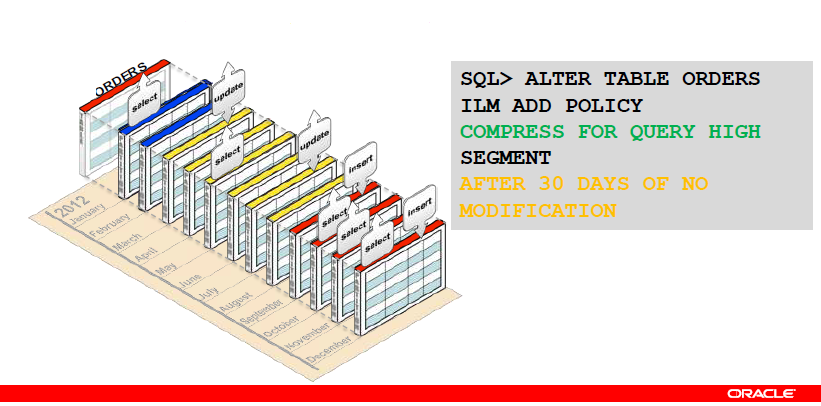 ORDERS
select
update
select
update
insert
select
select
select
insert
TABLE
2012
January
February
March
April
May
June
July
August
September
October
November
December
SQL> ALTER TABLE ORDERS
ILM ADD POLICY
COMPRESS FOR QUERY HIGH
SEGMENT
AFTER 30 DAYS OF NO
MODIFICATION
ORACLE